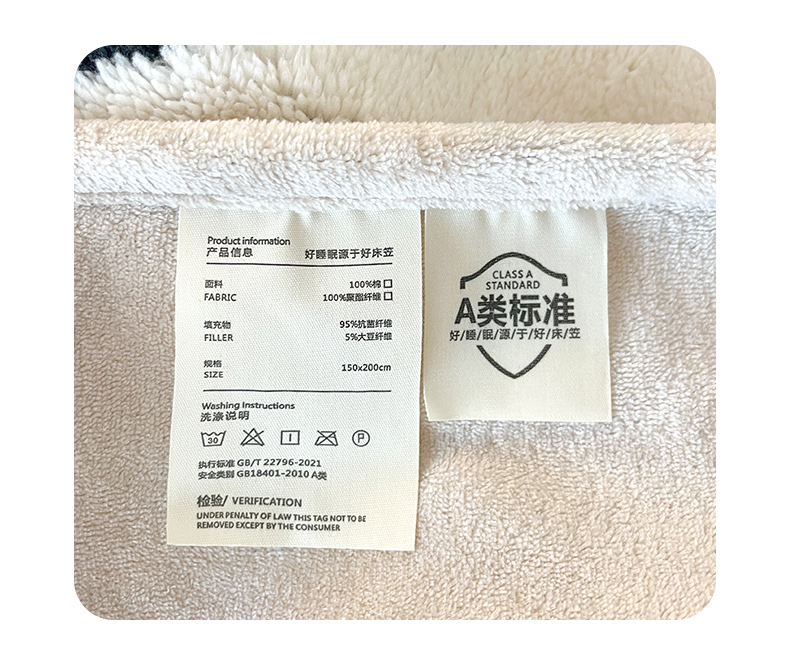 Product information
产品信息 好睡眠源于好床笠
面料 100%棉 □
FABRIC 100%聚酯纤维 □
填充物 95%抗菌纤维
FILLER 5%大豆纤维
规格
SIZE 150x200cm
Washing Instructions
洗涤说明
30 P
执行标准 GB/T 22796-2021
安全类别 GB18401-2010 A类
检验/ VERIFICATION
UNDER PENALTY OF LAW THIS TAG NOT TO BE
REMOVED EXCEPT BY THE CONSUMER
CLASS A
STANDARD
A类标准
好/睡/眠/源/于/好/床/笠